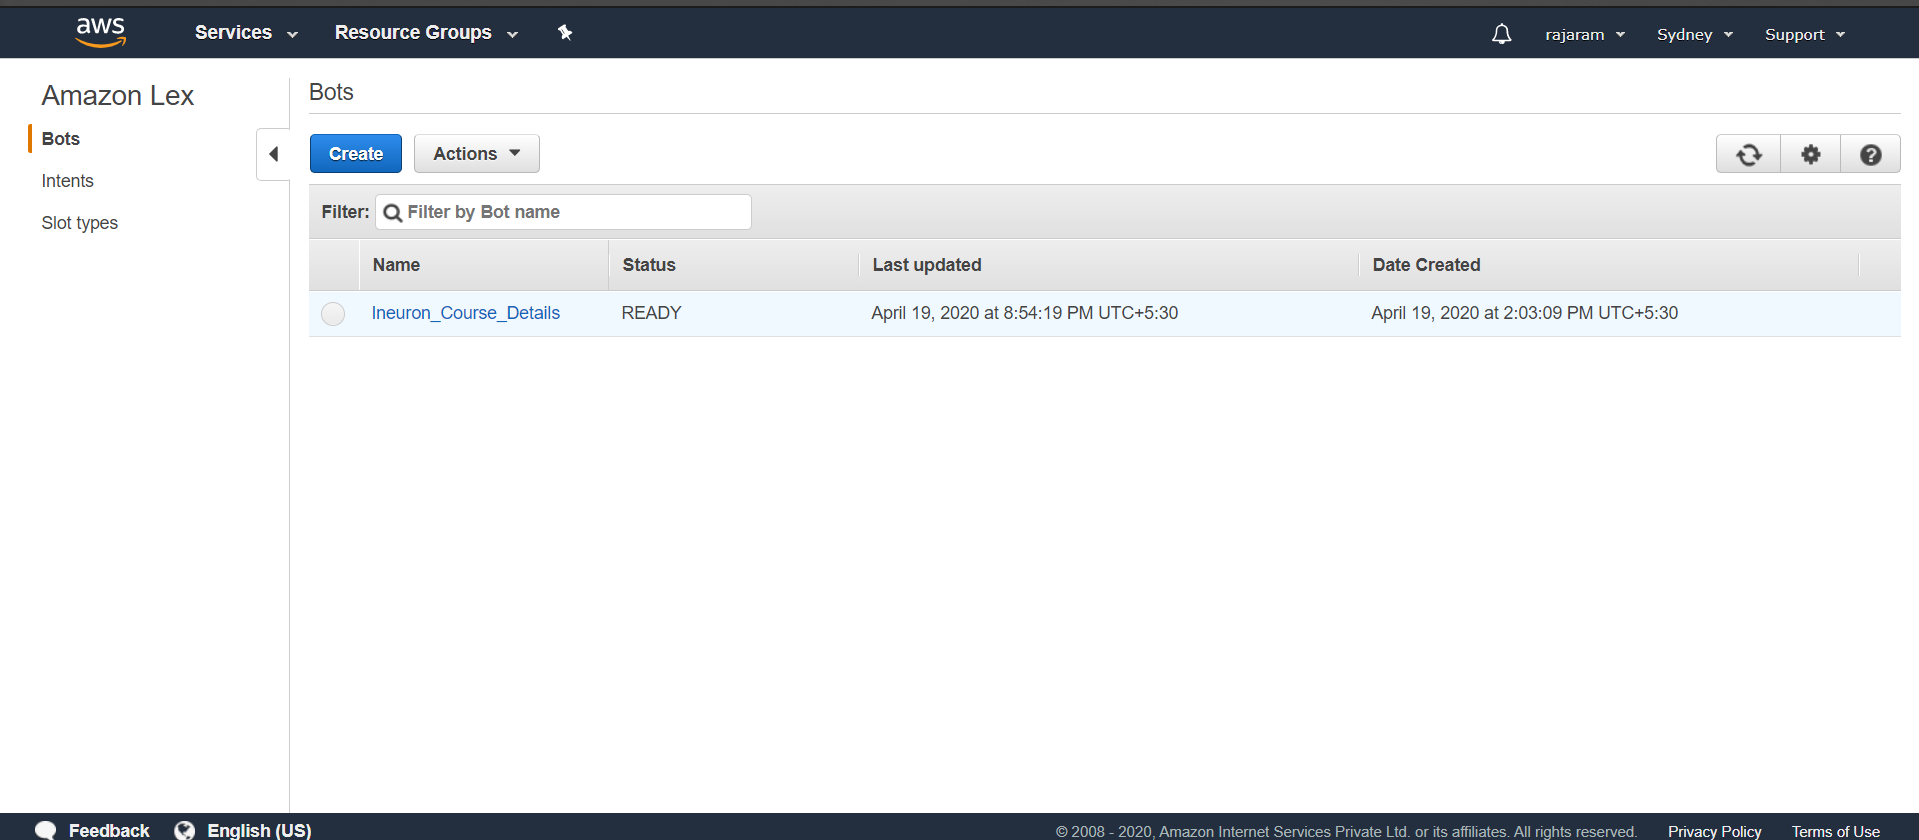 aws Services Resource Groups rajaram Sydney Support
Amazon Lex
Bots
Intents
Slot types
Bots
Create Actions
Filter: Filter by Bot name
Name Status Last updated Date Created
Ineuron_Course_Details READY April 19, 2020 at 8:54:19 PM UTC+5:30 April 19, 2020 at 2:03:09 PM UTC+5:30
Feedback English (US) © 2008 - 2020, Amazon Internet Services Private Ltd. or its affiliates. All rights reserved. Privacy Policy Terms of Use